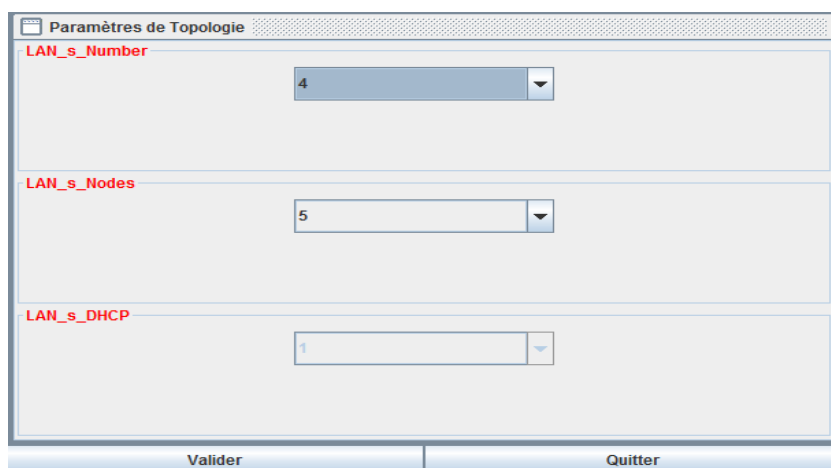 Paramètres de Topologie
LAN_s_Number
4
LAN_s_Nodes
5
LAN_s_DHCP
1
Valider Quitter